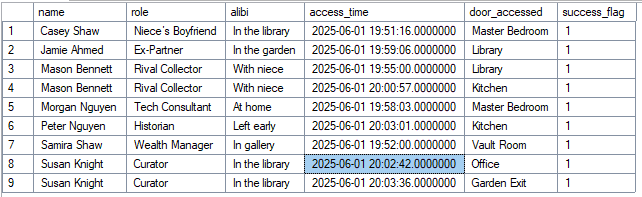 name role alibi access_time door_accessed success_flag
1 Casey Shaw Niece's Boyfriend In the library 2025-06-01 19:51:16.0000000 Master Bedroom 1
2 Jamie Ahmed Ex-Partner In the garden 2025-06-01 19:59:06.0000000 Library 1
3 Mason Bennett Rival Collector With niece 2025-06-01 19:55:00.0000000 Library 1
4 Mason Bennett Rival Collector With niece 2025-06-01 20:00:57.0000000 Kitchen 1
5 Morgan Nguyen Tech Consultant At home 2025-06-01 19:58:03.0000000 Master Bedroom 1
6 Peter Nguyen Historian Left early 2025-06-01 20:03:01.0000000 Kitchen 1
7 Samira Shaw Wealth Manager In gallery 2025-06-01 19:52:00.0000000 Vault Room 1
8 Susan Knight Curator In the library 2025-06-01 20:02:42.0000000 Office 1
9 Susan Knight Curator In the library 2025-06-01 20:03:36.0000000 Garden Exit 1